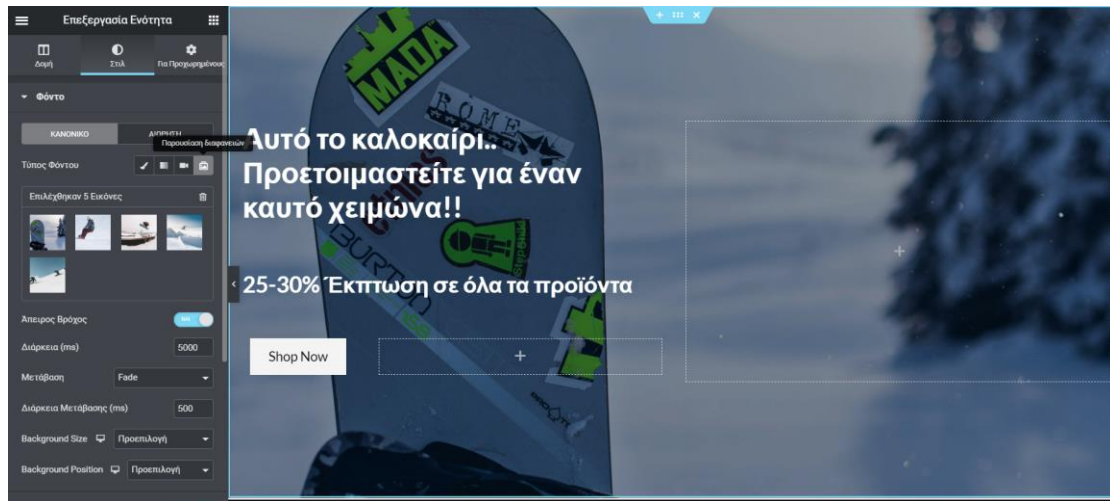 Επεξεργασία Ενότητα
Δομή
Στιλ
Για Προχωρημένους
Φόντο
ΚΑΝΟΝΙΚΟ
Παρουσίαση διαφανειών
Τύπος Φόντου
Επιλέχθηκαν 5 Εικόνες
Άπειρος Βρόχος
Διάρκεια (ms)
5000
Μετάβαση
Fade
Διάρκεια Μετάβασης (ms)
500
Background Size
Προεπιλογή
Background Position
Προεπιλογή
MADA
ROME
Αυτό το καλοκαίρι..
Προετοιμαστείτε για έναν
καυτό χειμώνα!!
BURTON
158
25-30% Έκπτωση σε όλα τα προϊόντα
Shop Now